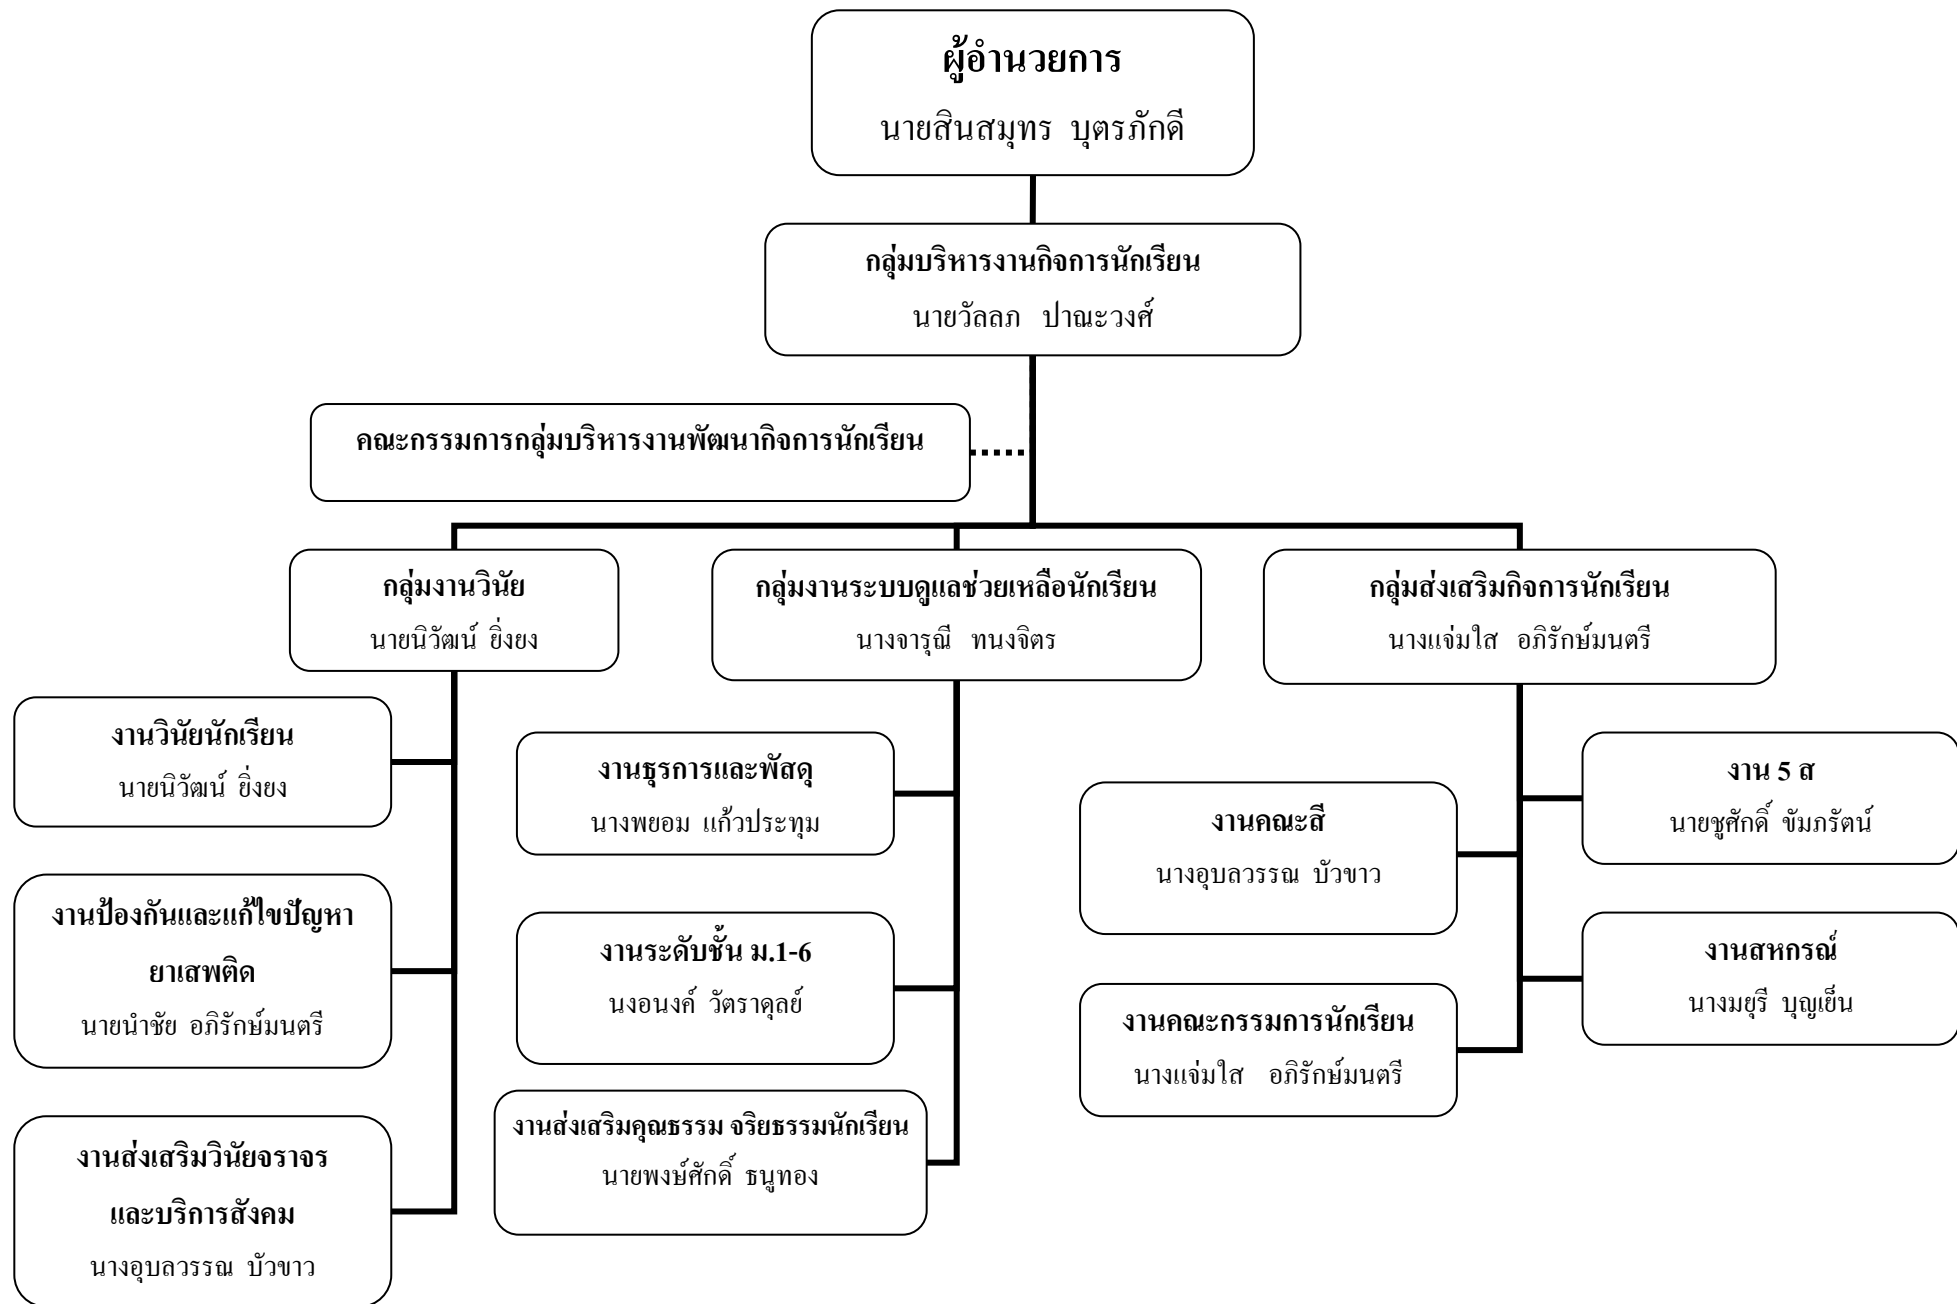 ผู้อำนวยการ
นายสินสมุทร บุตรภักดี
กลุ่มบริหารงานกิจการนักเรียน
นายวัลลภ ปาณะวงศ์
คณะกรรมการกลุ่มบริหารงานพัฒนากิจการนักเรียน
กลุ่มงานวินัย
นายนิวัฒน์ ยิ่งยง
กลุ่มงานระบบดูแลช่วยเหลือนักเรียน
นางจารุณี ทนงจิตร
กลุ่มส่งเสริมกิจการนักเรียน
นางแจ่มใส อภิรักษ์มนตรี
งานวินัยนักเรียน
นายนิวัฒน์ ยิ่งยง
งานป้องกันและแก้ไขปัญหา
ยาเสพติด
นายนำชัย อภิรักษ์มนตรี
งานส่งเสริมวินัยจราจร
และบริการสังคม
นางอุบลวรรณ บัวขาว
งานธุรการและพัสดุ
นางพยอม แก้วประทุม
งานระดับชั้น ม.1-6
นงอนงค์ วัตราดุลย์
งานส่งเสริมคุณธรรม จริยธรรมนักเรียน
นายพงษ์ศักดิ์ ธนูทอง
งานคณะสี
นางอุบลวรรณ บัวขาว
งานคณะกรรมการนักเรียน
นางแจ่มใส อภิรักษ์มนตรี
งาน 5 ส
นายชูศักดิ์ ขัมภรัตน์
งานสหกรณ์
นางมยุรี บุญเย็น